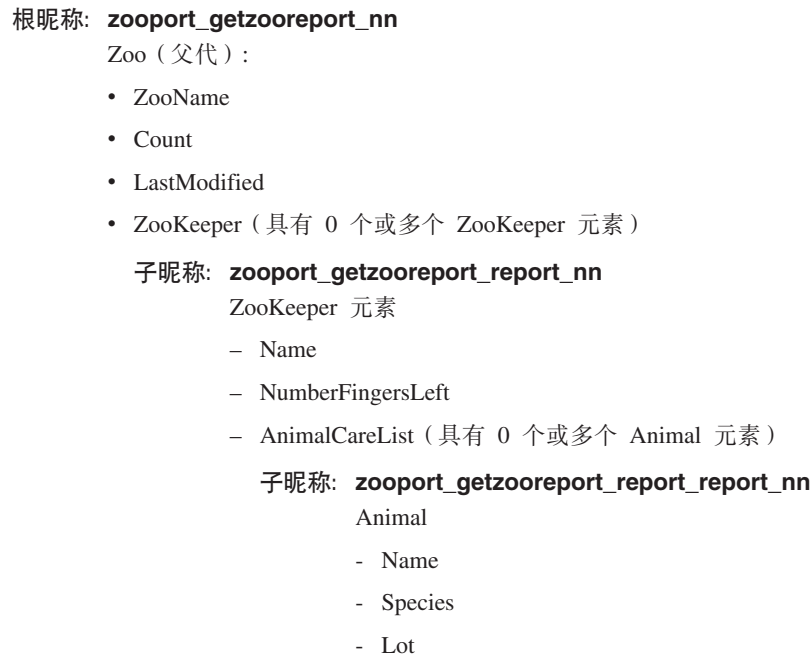 根昵称: zooport_getzooreport_nn
Zoo（父代）:
• ZooName
• Count
• LastModified
• ZooKeeper（具有 0 个或多个 ZooKeeper 元素）
子昵称: zooport_getzooreport_report_nn
ZooKeeper 元素
– Name
– NumberFingersLeft
– AnimalCareList（具有 0 个或多个 Animal 元素）
子昵称: zooport_getzooreport_report_report_nn
Animal
- Name
- Species
- Lot